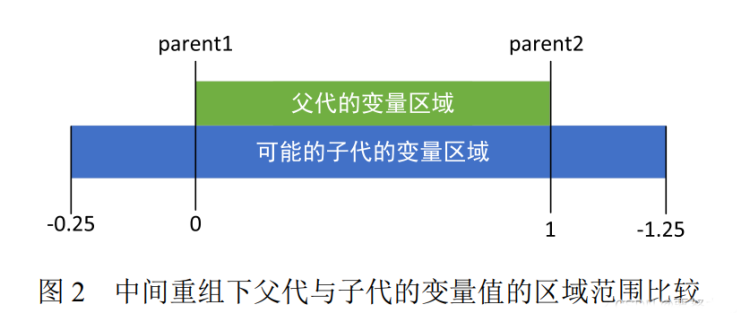 parent1 parent2
父代的变量区域
可能的子代的变量区域
-0.25 0 1 -1.25
图 2 中间重组下父代与子代的变量值的区域范围比较